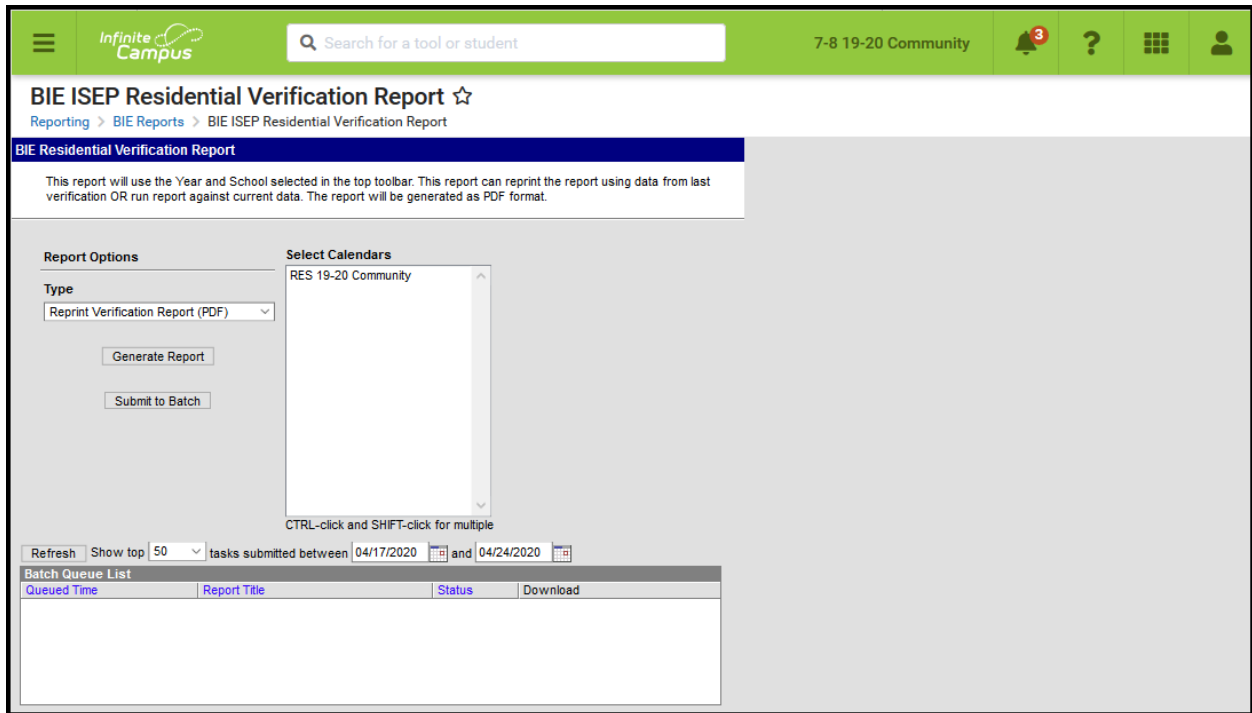 Infinite Campus
Search for a tool or student
7-8 19-20 Community
3
?
BIE ISEP Residential Verification Report
Reporting > BIE Reports > BIE ISEP Residential Verification Report
BIE Residential Verification Report
This report will use the Year and School selected in the top toolbar. This report can reprint the report using data from last
verification OR run report against current data. The report will be generated as PDF format.
Report Options
Type
Reprint Verification Report (PDF)
Generate Report
Submit to Batch
Select Calendars
RES 19-20 Community
CTRL-click and SHIFT-click for multiple
Refresh Show top 50 tasks submitted between 04/17/2020 and 04/24/2020
Batch Queue List
Queued Time Report Title Status Download